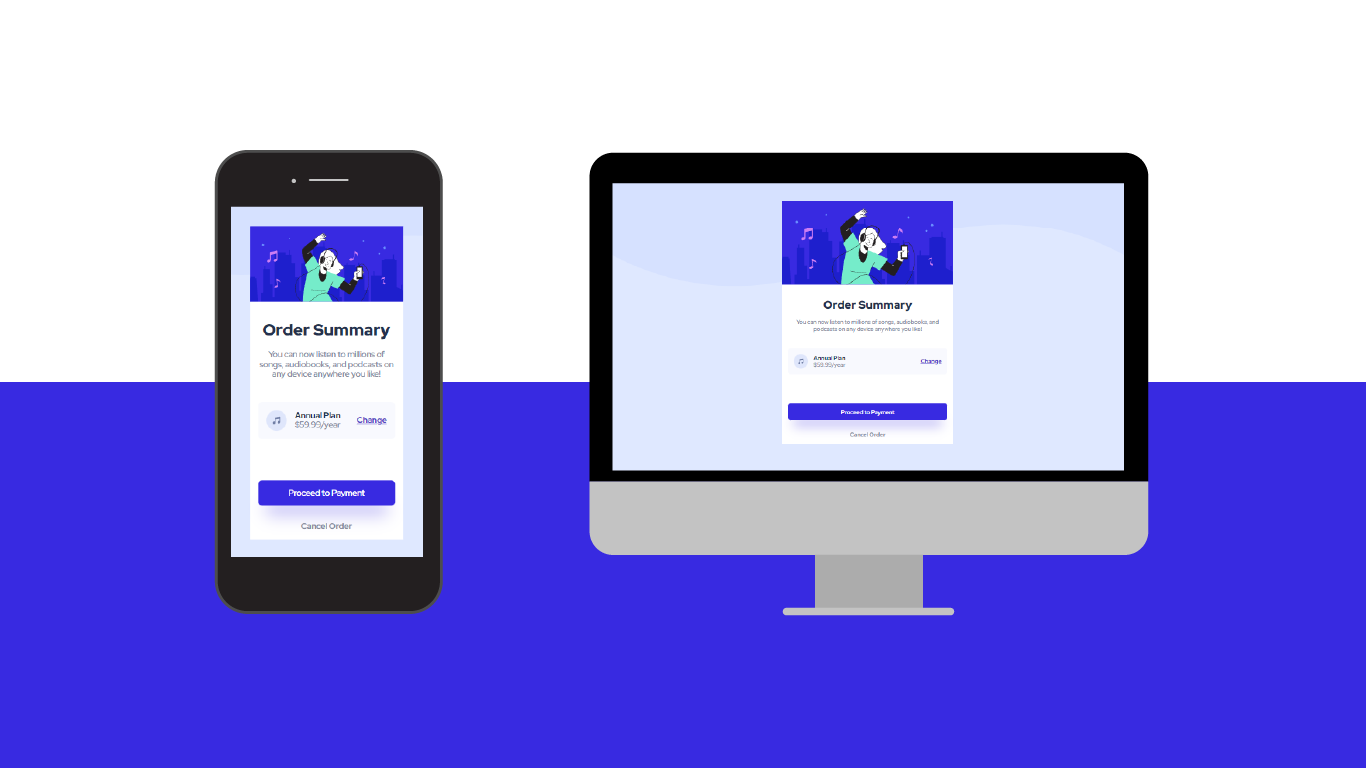 Order Summary
You can now listen to millions of
songs, audiobooks, and podcasts on
any device anywhere you like!
Annual Plan
$59.99/year
Change
Proceed to Payment
Cancel Order
Order Summary
You can now listen to millions of songs, audiobooks, and
podcasts on any device anywhere you like!
Annual Plan
$59.99/year
Change
Proceed to Payment
Cancel Order